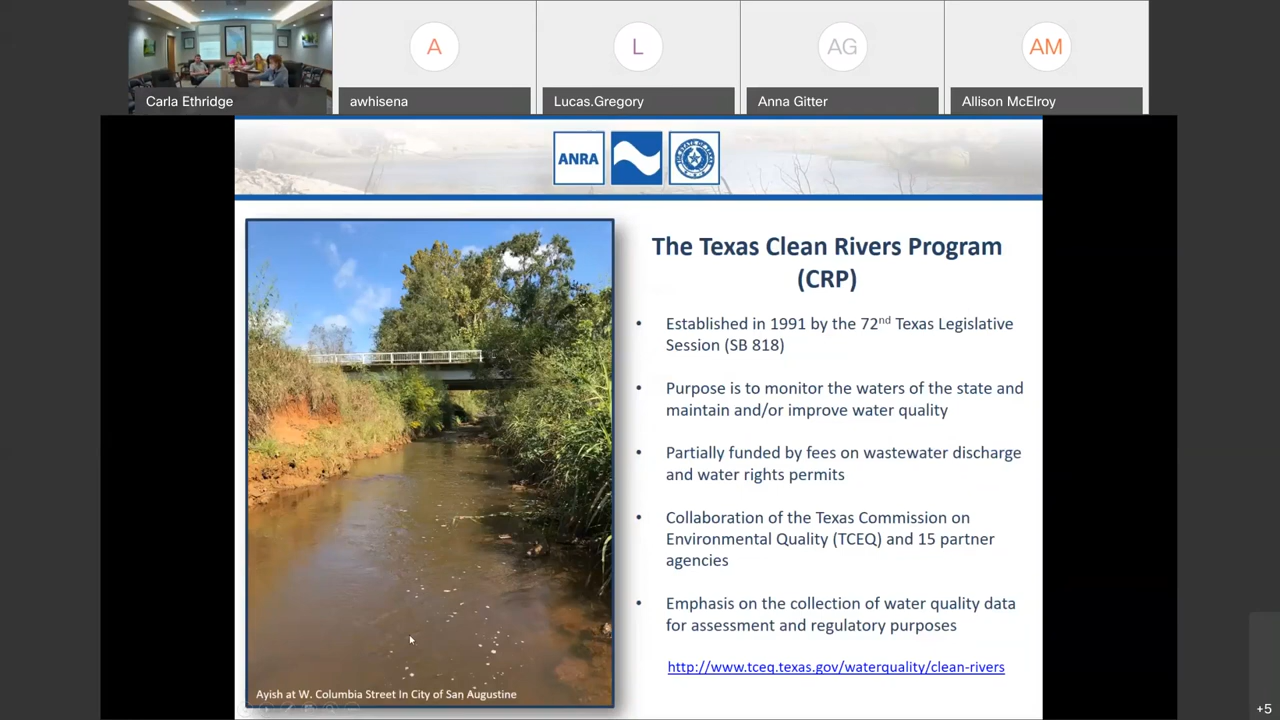 A
L
AG
AM
Carla Ethridge
awhisena
Lucas.Gregory
Anna Gitter
Allison McElroy
ANRA
The Texas Clean Rivers Program
(CRP)
• Established in 1991 by the 72nd Texas Legislative
Session (SB 818)
• Purpose is to monitor the waters of the state and
maintain and/or improve water quality
• Partially funded by fees on wastewater discharge
and water rights permits
• Collaboration of the Texas Commission on
Environmental Quality (TCEQ) and 15 partner
agencies
• Emphasis on the collection of water quality data
for assessment and regulatory purposes
http://www.tceq.texas.gov/waterquality/clean-rivers
Ayish at W. Columbia Street In City of San Augustine
+5